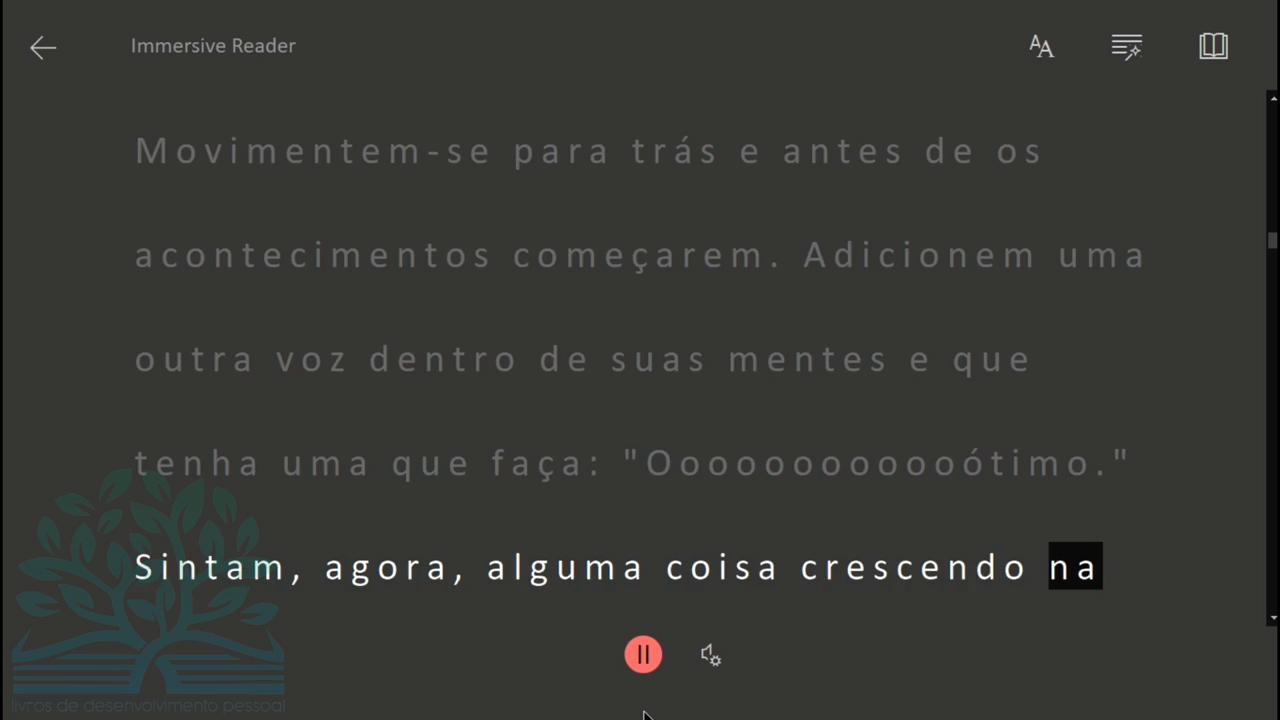 Immersive Reader
Movimentem-se para trás e antes de os
acontecimentos começarem. Adicionem uma
outra voz dentro de suas mentes e que
tenha uma que faça: "Ooooooooooóótimo."
Sintam, agora, alguma coisa crescendo na
livros de desenvolvimento pessoal